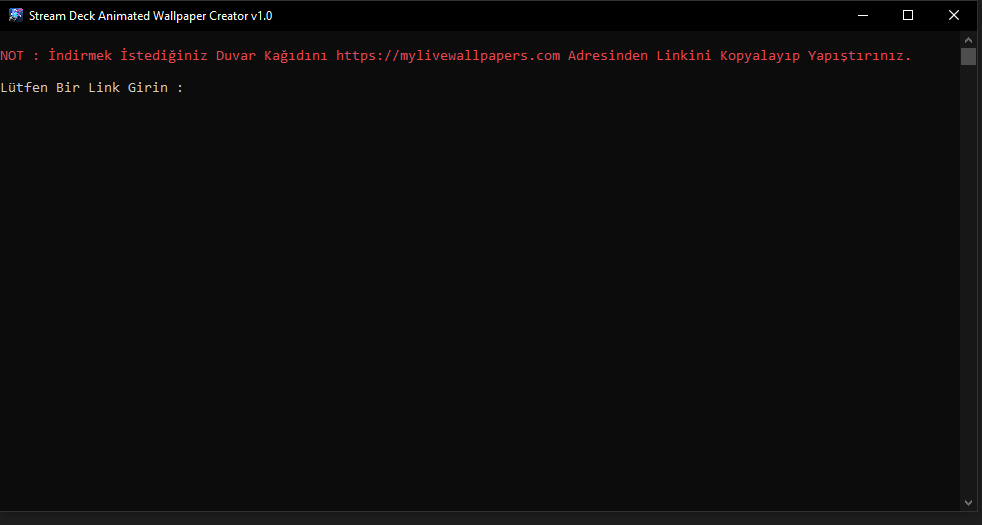 Stream Deck Animated Wallpaper Creator v1.0
NOT : İndirmek İstediğiniz Duvar Kağıdını https://mylivewallpapers.com Adresinden Linkini Kopyalayıp Yapıştırınız.
Lütfen Bir Link Girin :